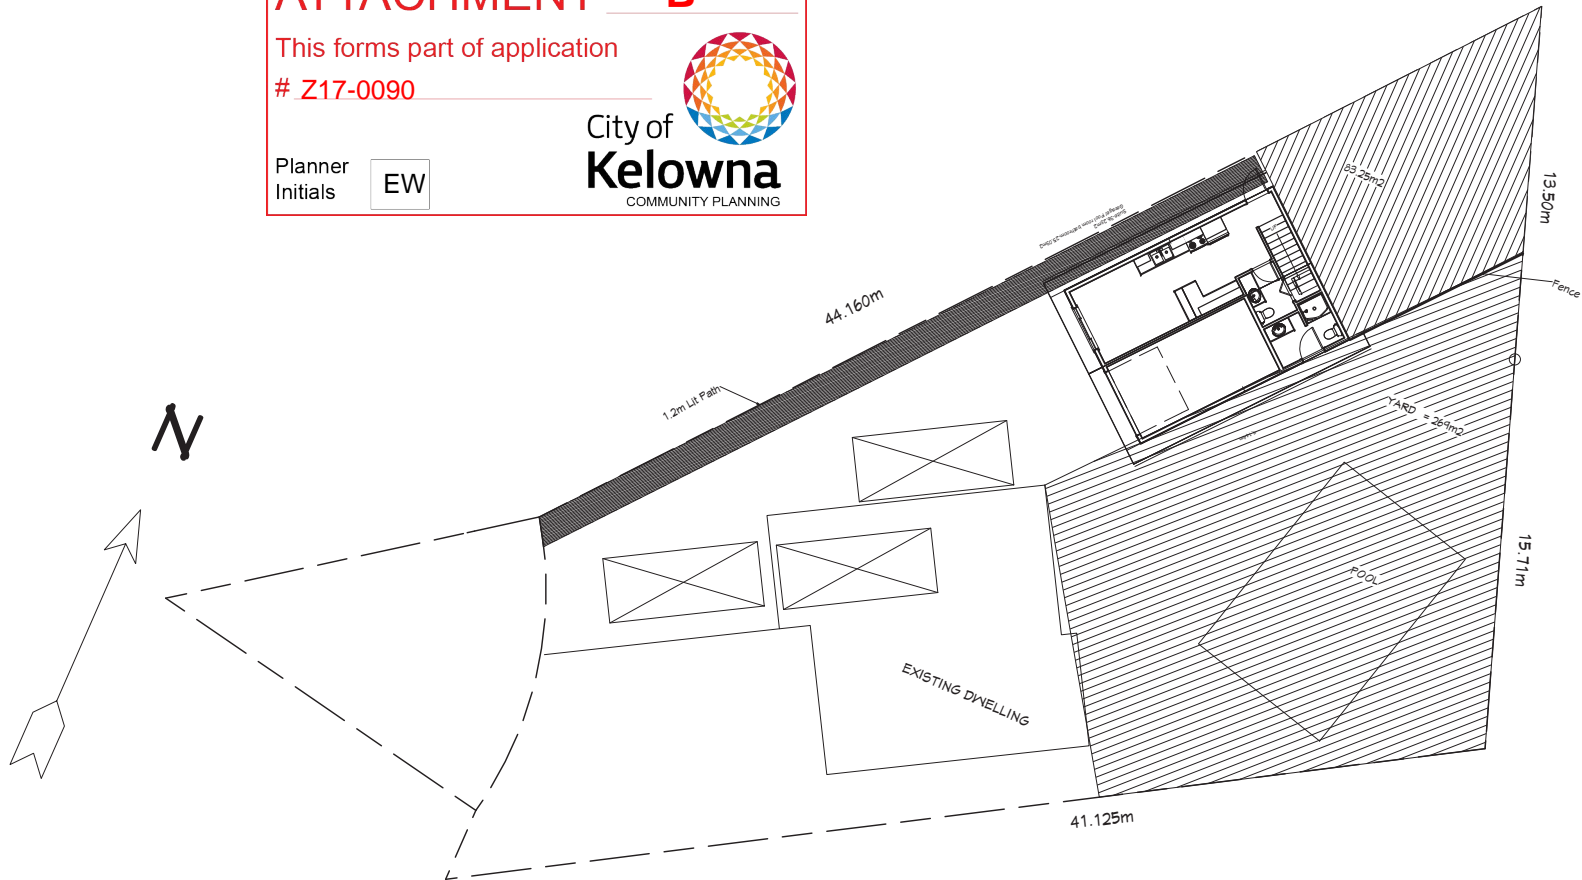 ATTACHMENT B
This forms part of application
# Z17-0090
City of
Kelowna
COMMUNITY PLANNING
Planner
Initials
EW
83.25m2
13.50m
Fence
44.160m
1.2m Lit Path
N
YARD = 269m2
POOL
15.71m
EXISTING DWELLING
41.125m